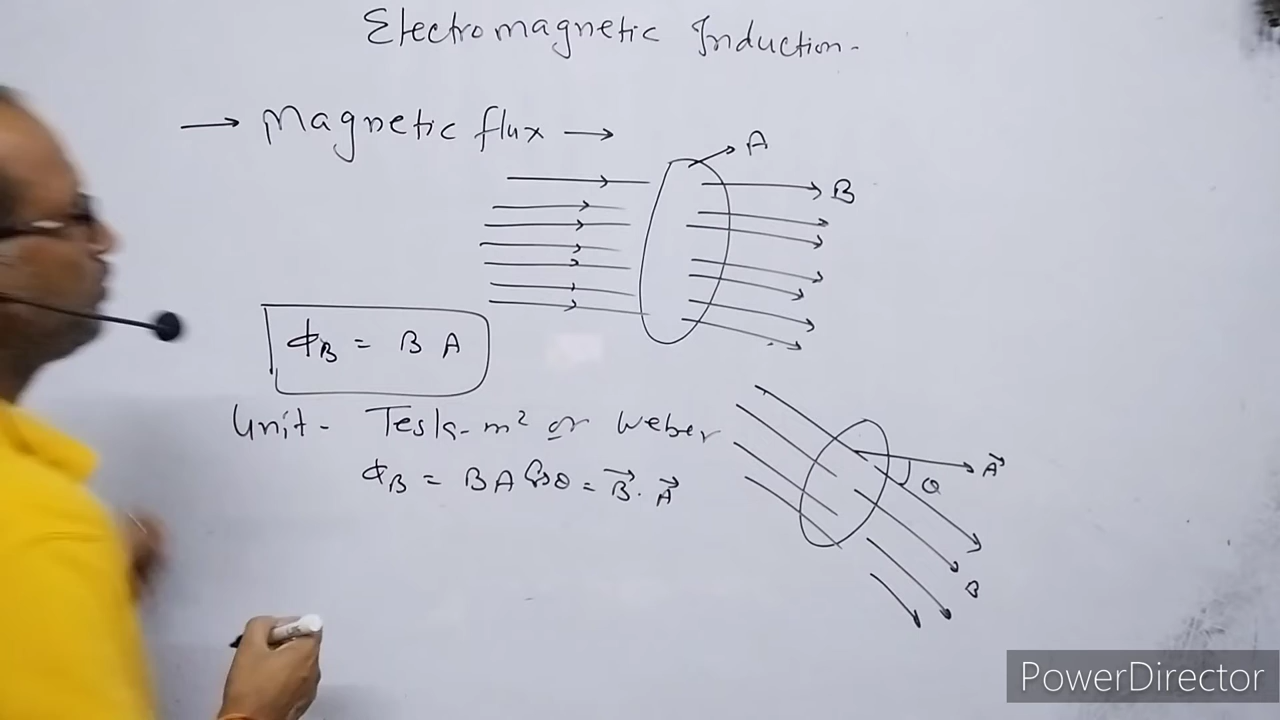 Electromagnetic Induction-
→ Magnetic flux →
A
B
ΦB = B A
Unit- Tesla-m² or Weber
ΦB = BA Cosθ = B⃗. A⃗
A⃗
θ
B
PowerDirector